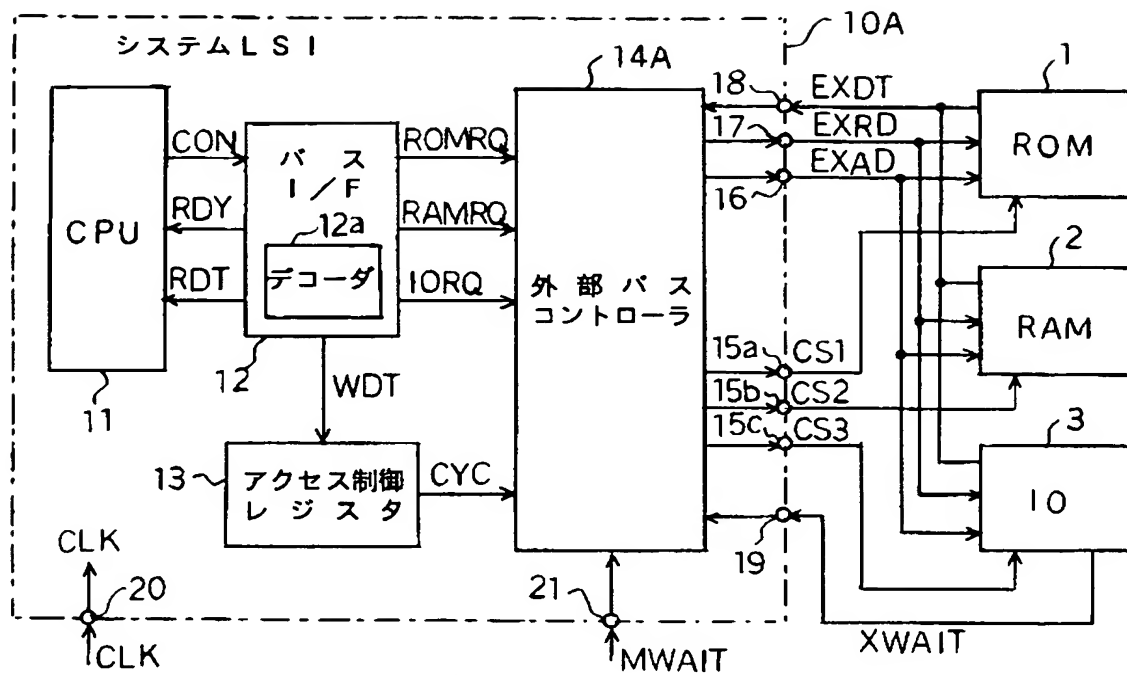 システムLSI
10A
14A
1
18
EXDT
17
EXRD
16
EXAD
ROM
CON
バス
I/F
ROMRQ
CPU
RDY
12a
RAMRQ
RDT
デコーダ
IORQ
外部バス
コントローラ
2
RAM
11
12
WDT
15a
CS1
15b
CS2
15c
CS3
3
13
アクセス制御
レジスタ
CYC
IO
19
CLK
20
21
CLK
MWAIT
XWAIT